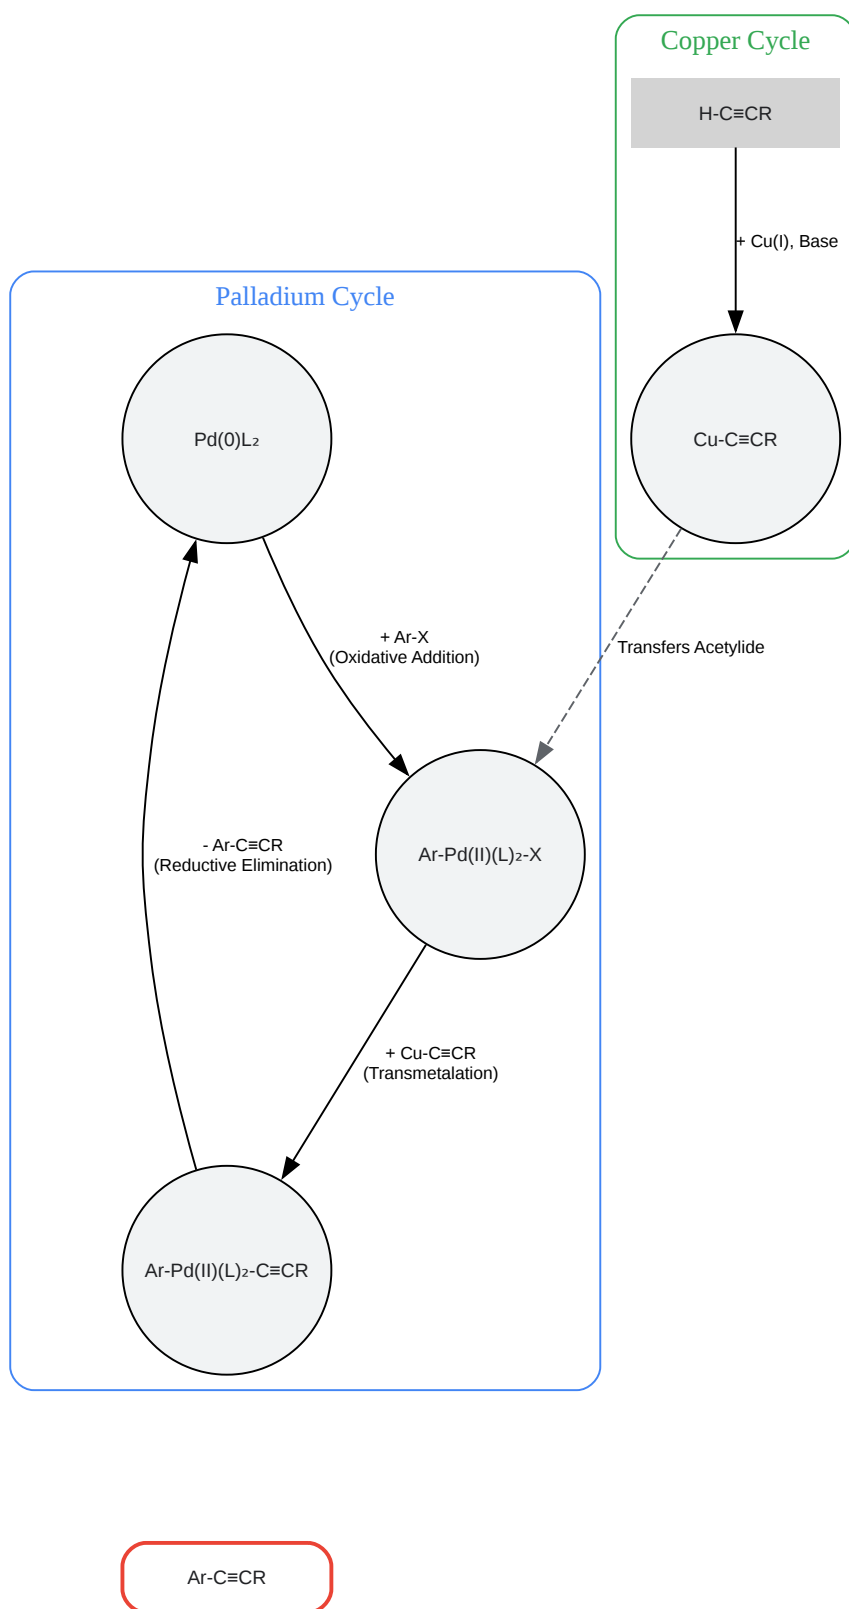 Copper Cycle
H-C≡CR
+ Cu(I), Base
Palladium Cycle
Pd(0)L₂
Cu-C≡CR
+ Ar-X
(Oxidative Addition)
Transfers Acetylide
- Ar-C≡CR
(Reductive Elimination)
Ar-Pd(II)(L)₂-X
+ Cu-C≡CR
(Transmetalation)
Ar-Pd(II)(L)₂-C≡CR
Ar-C≡CR